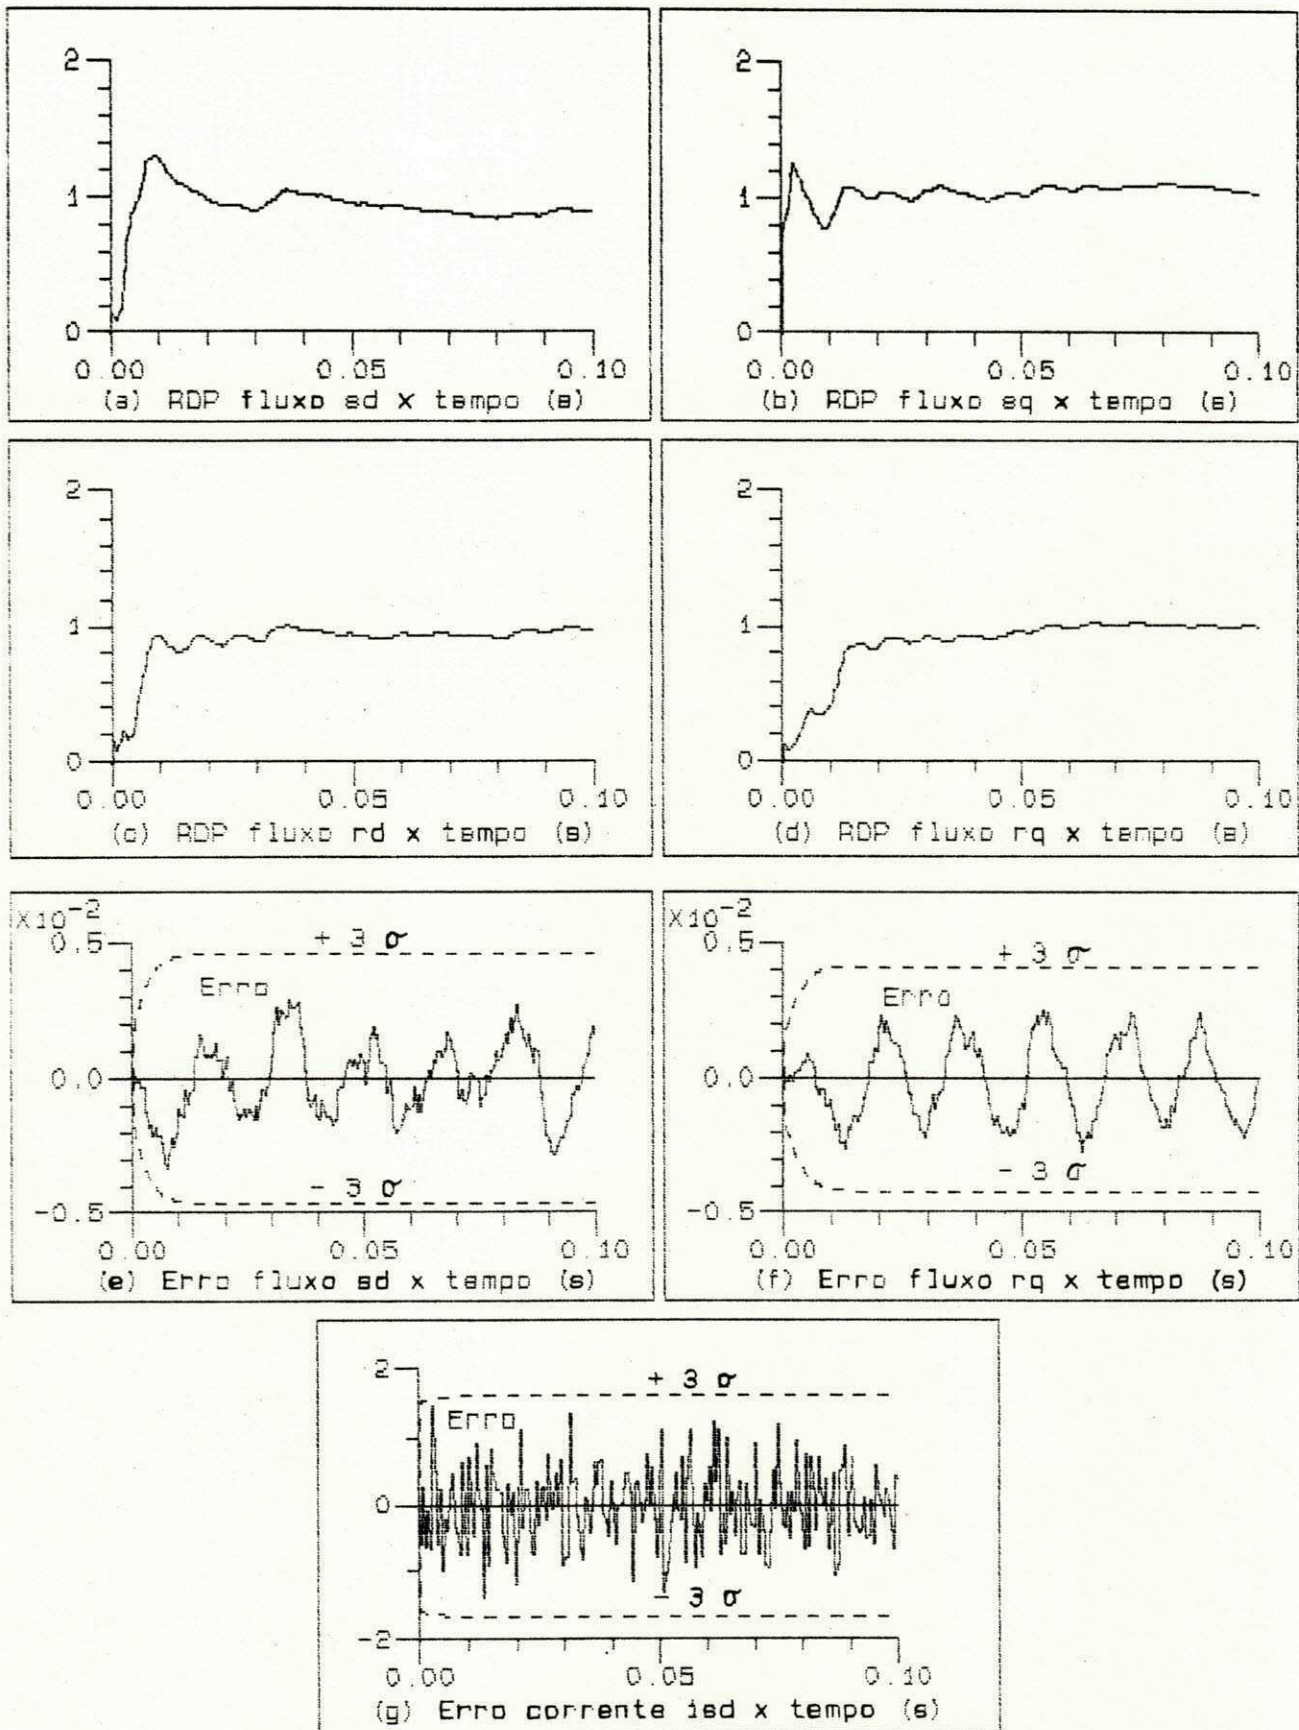 2
1
0
0.00 0.05 0.10
(a) RDP fluxo sd x tempo (s)
2
1
0
0.00 0.05 0.10
(b) RDP fluxo sq x tempo (s)
2
1
0
0.00 0.05 0.10
(c) RDP fluxo rd x tempo (s)
2
1
0
0.00 0.05 0.10
(d) RDP fluxo rq x tempo (s)
X10⁻²
0.5
+ 3 σ
Erro
0.0
- 3 σ
-0.5
0.00 0.05 0.10
(e) Erro fluxo sd x tempo (s)
X10⁻²
0.5
+ 3 σ
Erro
0.0
- 3 σ
-0.5
0.00 0.05 0.10
(f) Erro fluxo rq x tempo (s)
2
+ 3 σ
Erro
0
- 3 σ
-2
0.00 0.05 0.10
(g) Erro corrente isd x tempo (s)